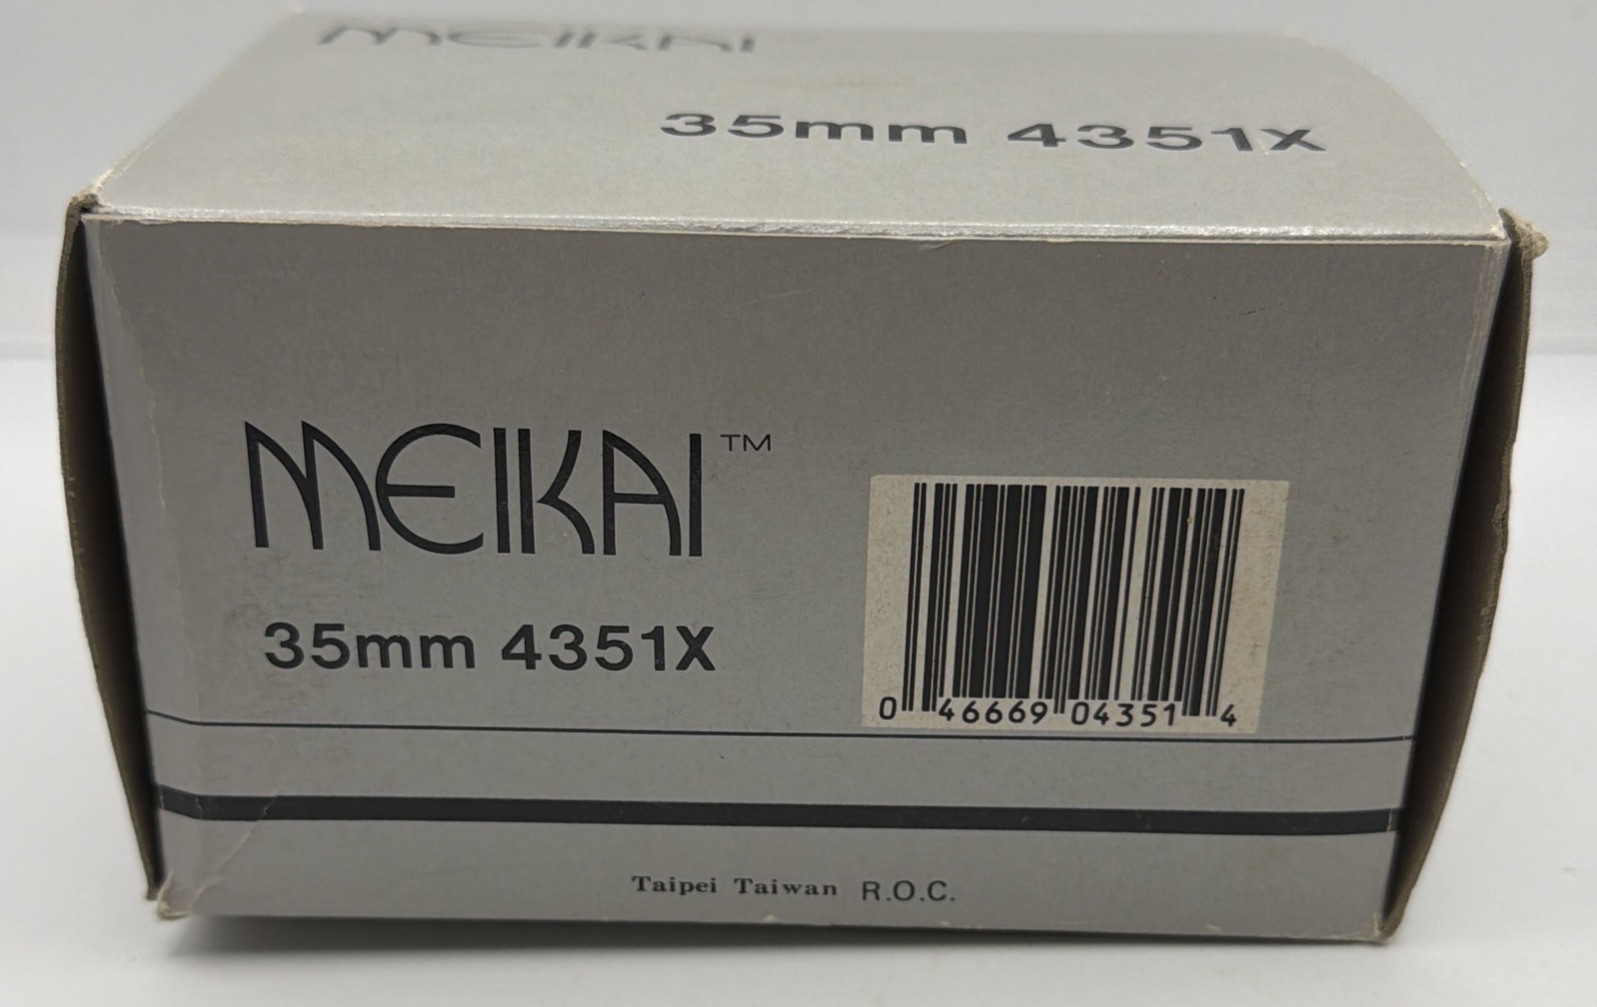 MEIKAI
35mm 4351X
MEIKAI™
35mm 4351X
0 46669 04351 4
Taipei Taiwan R.O.C.